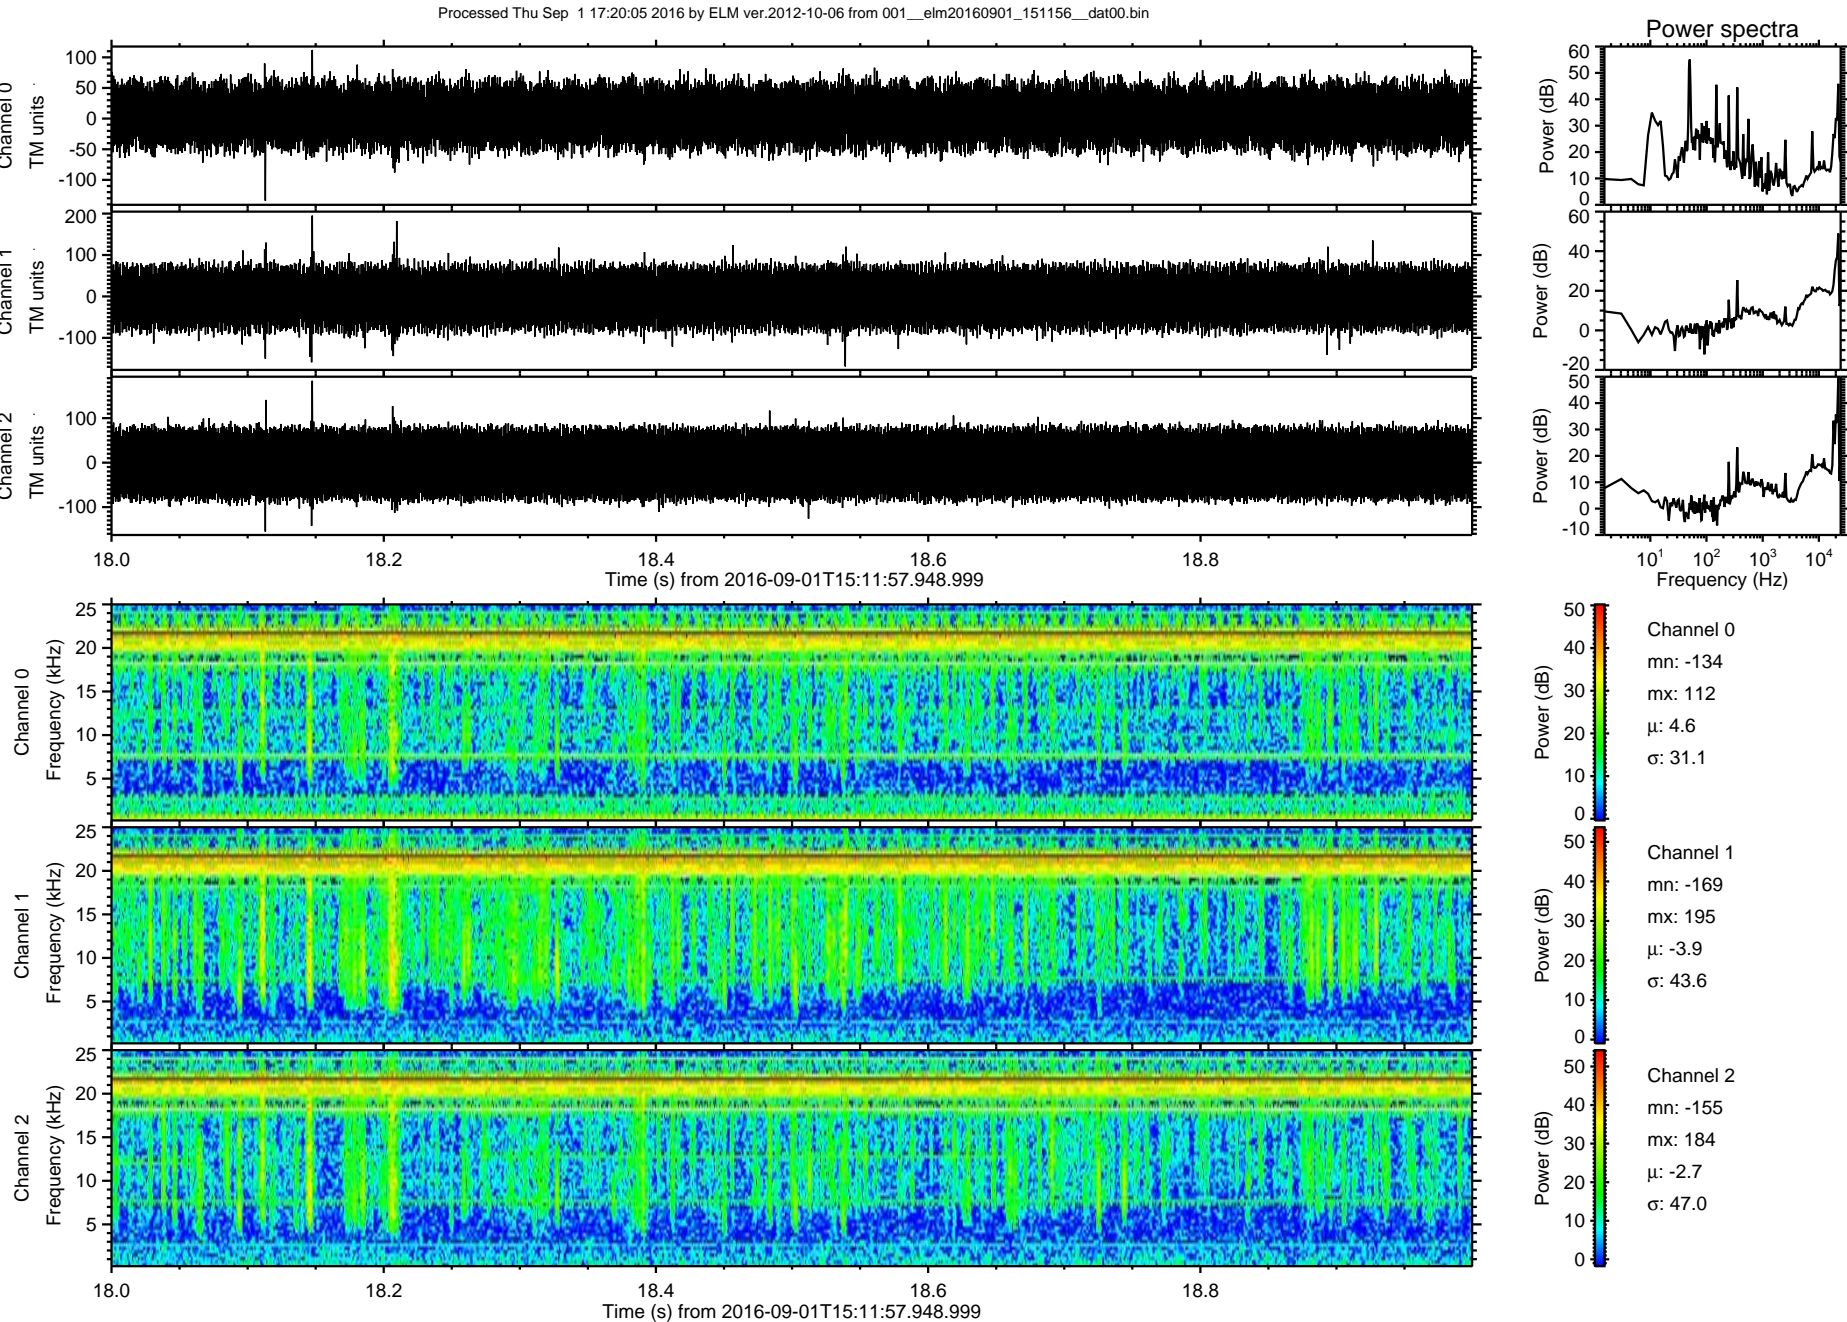 Processed Thu Sep  1 17:20:05 2016 by ELM ver.2012-10-06 from 001__elm20160901_151156__dat00.bin
Power spectra
Channel 0
TM units
100
50
0
-50
-100
Power (dB)
60
50
40
30
20
10
0
Channel 1
TM units
200
100
0
-100
Power (dB)
60
40
20
0
-20
Channel 2
TM units
100
0
-100
Power (dB)
50
40
30
20
10
0
-10
18.0 18.2 18.4 18.6 18.8
Time (s) from 2016-09-01T15:11:57.948.999
10¹ 10² 10³ 10⁴
Frequency (Hz)
Channel 0
Frequency (kHz)
25
20
15
10
5
Power (dB)
50
40
30
20
10
0
Channel 0
mn: -134
mx: 112
μ: 4.6
σ: 31.1
Channel 1
Frequency (kHz)
25
20
15
10
5
Power (dB)
50
40
30
20
10
0
Channel 1
mn: -169
mx: 195
μ: -3.9
σ: 43.6
Channel 2
Frequency (kHz)
25
20
15
10
5
Power (dB)
50
40
30
20
10
0
Channel 2
mn: -155
mx: 184
μ: -2.7
σ: 47.0
18.0 18.2 18.4 18.6 18.8
Time (s) from 2016-09-01T15:11:57.948.999